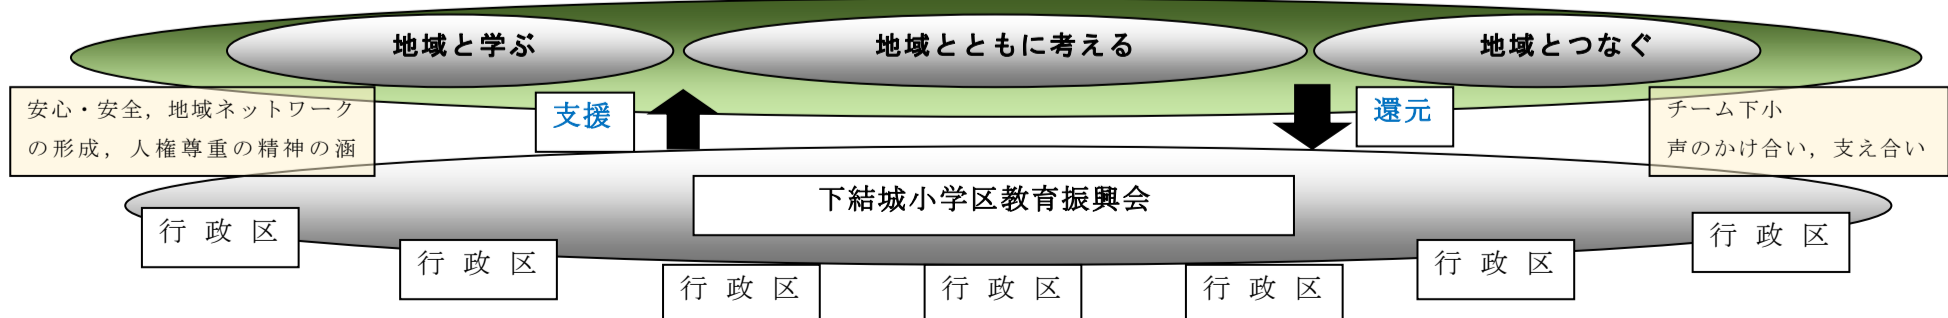 地域と学ぶ
地域とともに考える
地域とつなぐ
安心・安全，地域ネットワーク
の形成，人権尊重の精神の涵
支援
還元
チーム下小
声のかけ合い，支え合い
下結城小学区教育振興会
行政区
行政区
行政区
行政区
行政区
行政区
行政区